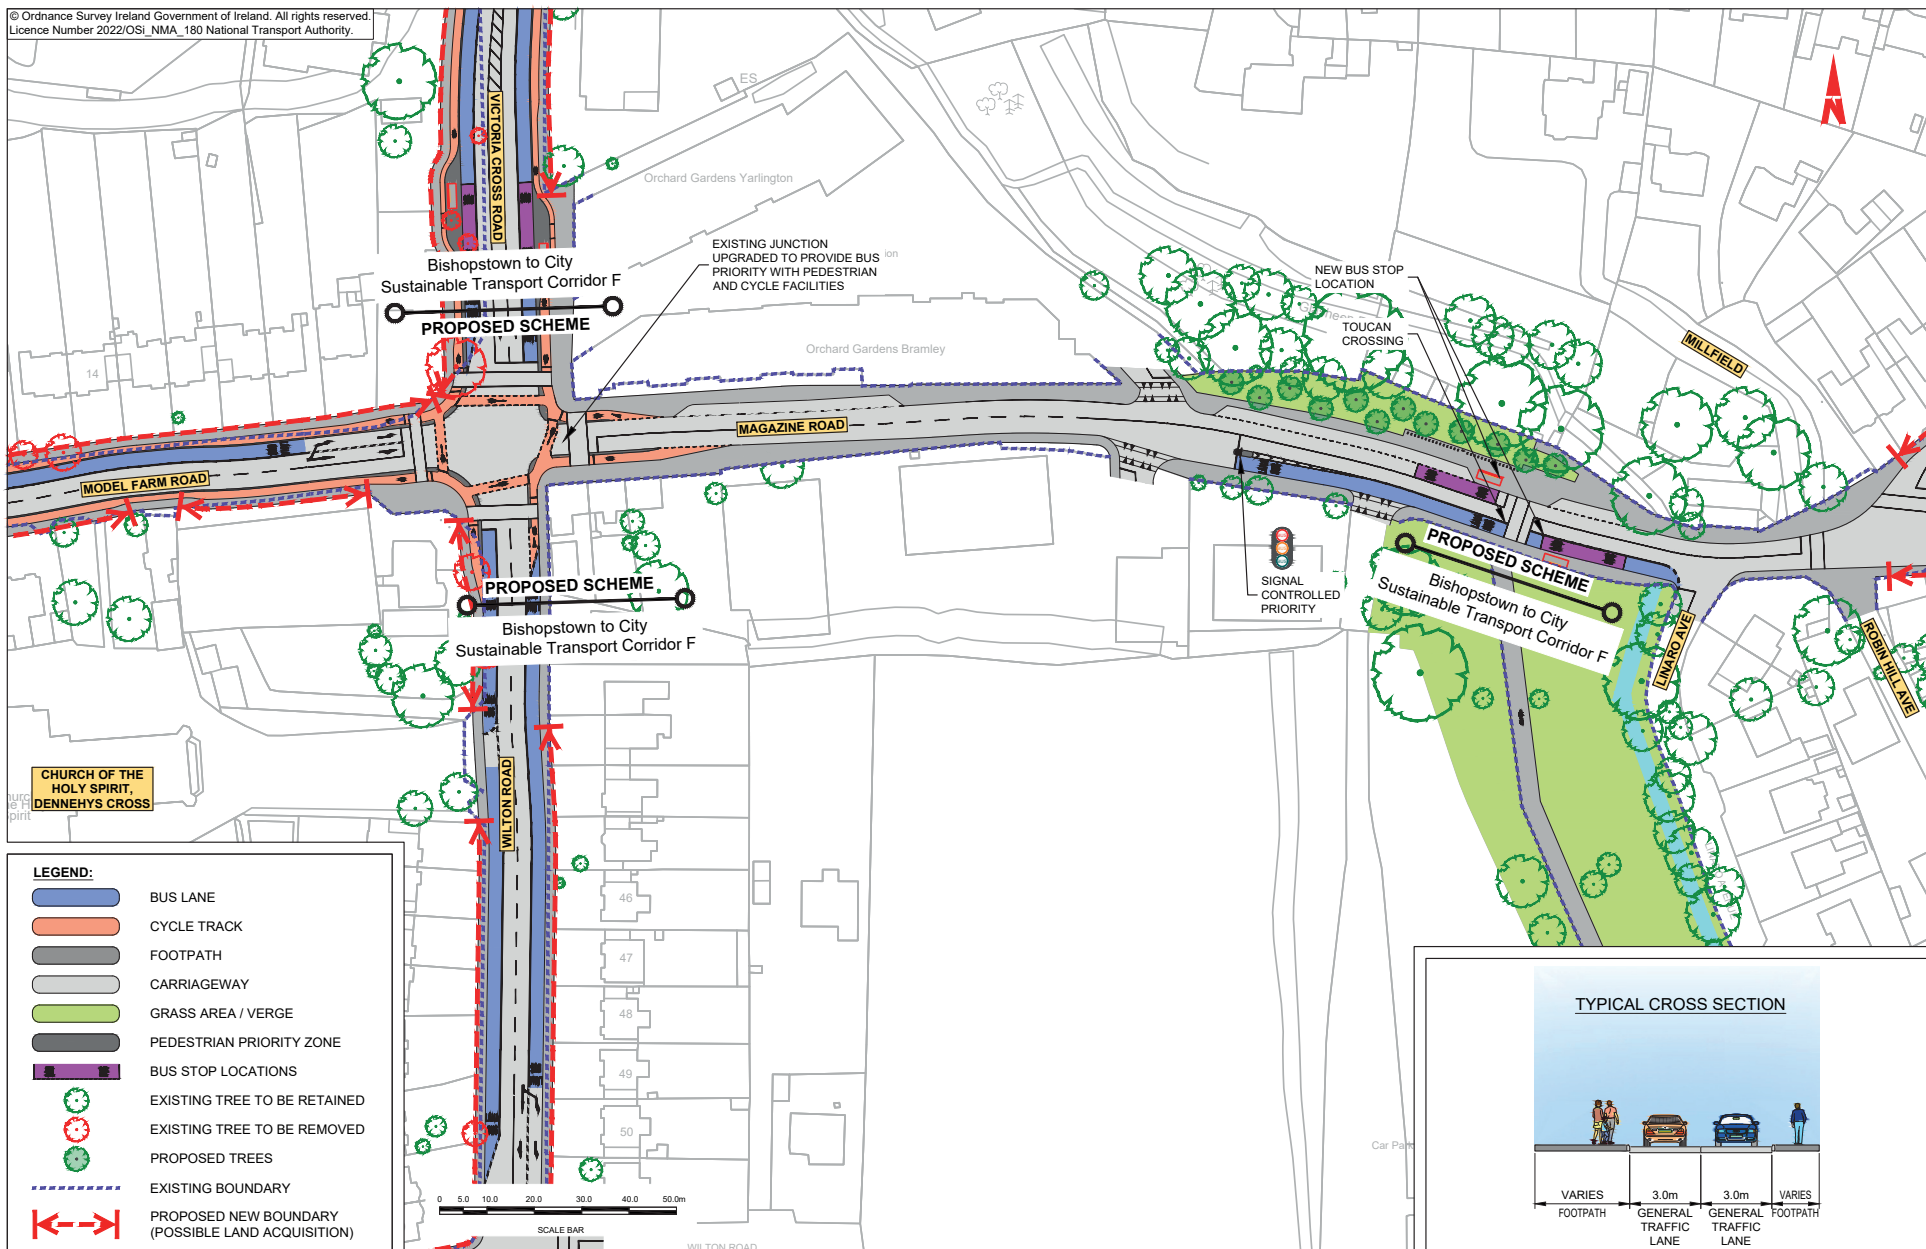 © Ordnance Survey Ireland Government of Ireland. All rights reserved.
Licence Number 2022/OSi_NMA_180 National Transport Authority.
ES
VICTORIA CROSS ROAD
Orchard Gardens Yarlington
N
Bishopstown to City
Sustainable Transport Corridor F
PROPOSED SCHEME
EXISTING JUNCTION
UPGRADED TO PROVIDE BUS
PRIORITY WITH PEDESTRIAN
AND CYCLE FACILITIES
NEW BUS STOP
LOCATION
TOUCAN
CROSSING
MILLFIELD
14
Orchard Gardens Bramley
MAGAZINE ROAD
MODEL FARM ROAD
PROPOSED SCHEME
Bishopstown to City
Sustainable Transport Corridor F
SIGNAL
CONTROLLED
PRIORITY
PROPOSED SCHEME
Bishopstown to City
Sustainable Transport Corridor F
LINARO AVE
ROBIN HILL AVE
CHURCH OF THE
HOLY SPIRIT,
DENNEHYS CROSS
WILTON ROAD
46
47
48
49
50
Car Park
LEGEND:
BUS LANE
CYCLE TRACK
FOOTPATH
CARRIAGEWAY
GRASS AREA / VERGE
PEDESTRIAN PRIORITY ZONE
BUS STOP LOCATIONS
EXISTING TREE TO BE RETAINED
EXISTING TREE TO BE REMOVED
PROPOSED TREES
EXISTING BOUNDARY
PROPOSED NEW BOUNDARY
(POSSIBLE LAND ACQUISITION)
0 5.0 10.0 20.0 30.0 40.0 50.0m
SCALE BAR
WILTON ROAD
TYPICAL CROSS SECTION
VARIES 3.0m 3.0m VARIES
FOOTPATH GENERAL TRAFFIC LANE GENERAL TRAFFIC LANE FOOTPATH